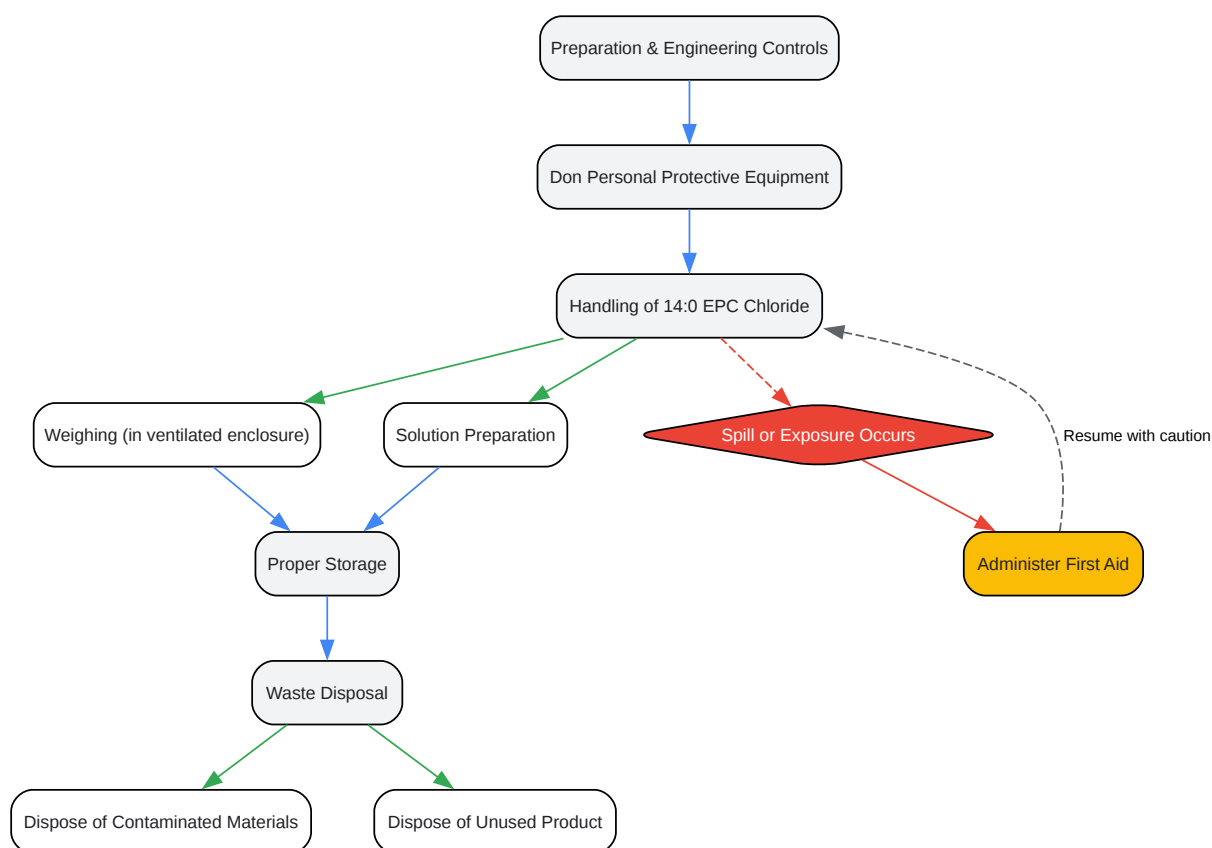 Preparation & Engineering Controls
Don Personal Protective Equipment
Handling of 14:0 EPC Chloride
Weighing (in ventilated enclosure)
Solution Preparation
Spill or Exposure Occurs
Resume with caution
Proper Storage
Administer First Aid
Waste Disposal
Dispose of Contaminated Materials
Dispose of Unused Product